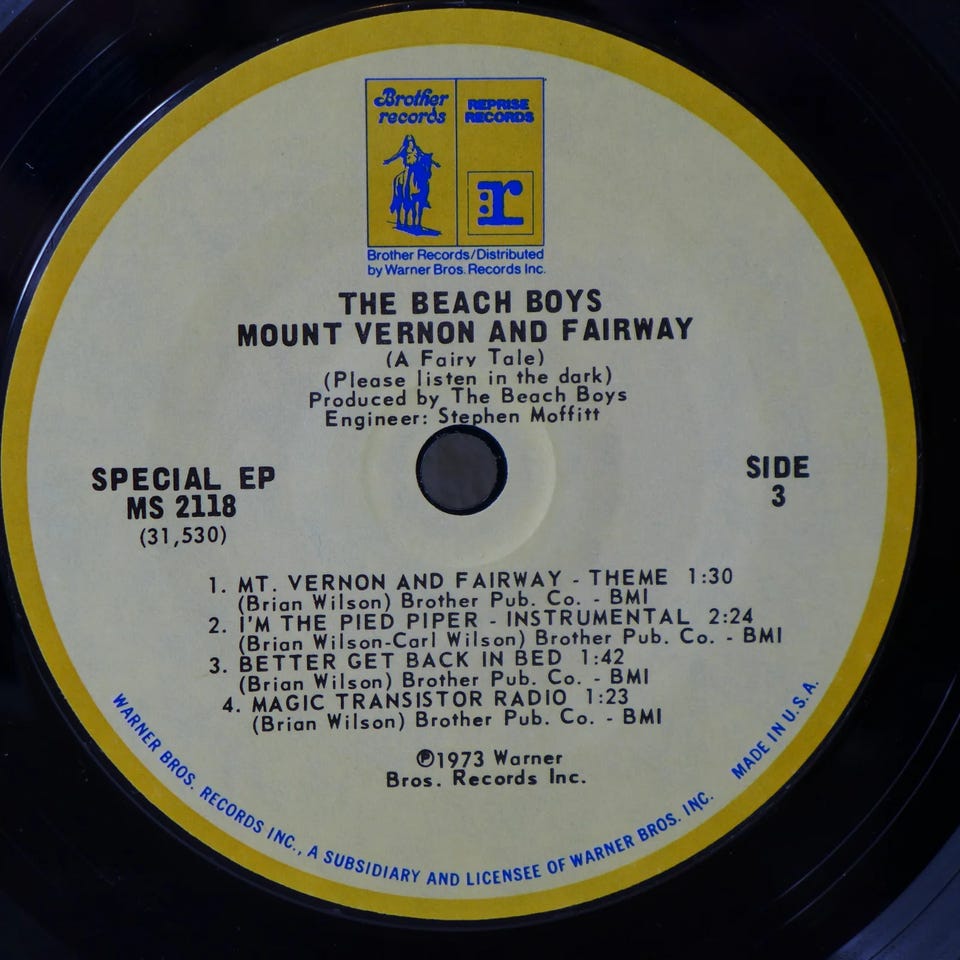 Brother
records
REPRISE
RECORDS
:r
Brother Records/Distributed
by Warner Bros. Records Inc.
THE BEACH BOYS
MOUNT VERNON AND FAIRWAY
(A Fairy Tale)
(Please listen in the dark)
Produced by The Beach Boys
Engineer: Stephen Moffitt
SPECIAL EP
MS 2118
(31,530)
SIDE
3
1. MT. VERNON AND FAIRWAY - THEME 1:30
(Brian Wilson) Brother Pub. Co. - BMI
2. I'M THE PIED PIPER - INSTRUMENTAL 2:24
(Brian Wilson-Carl Wilson) Brother Pub. Co. - BMI
3. BETTER GET BACK IN BED 1:42
(Brian Wilson) Brother Pub. Co. - BMI
4. MAGIC TRANSISTOR RADIO 1:23
(Brian Wilson) Brother Pub. Co. - BMI
℗1973 Warner
Bros. Records Inc.
WARNER BROS. RECORDS INC., A SUBSIDIARY AND LICENSEE OF WARNER BROS. INC. MADE IN U.S.A.